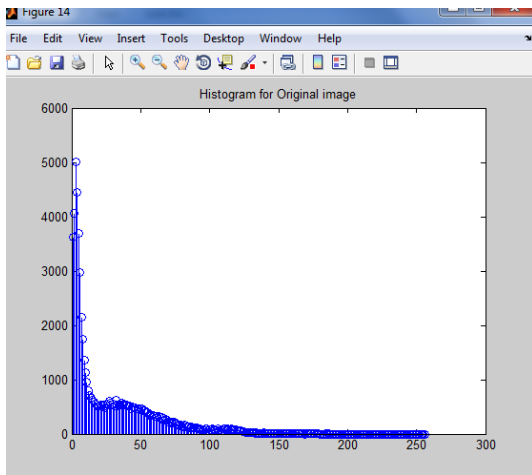 Figure 14
File Edit View Insert Tools Desktop Window Help
Histogram for Original image
6000
5000
4000
3000
2000
1000
0
0 50 100 150 200 250 300